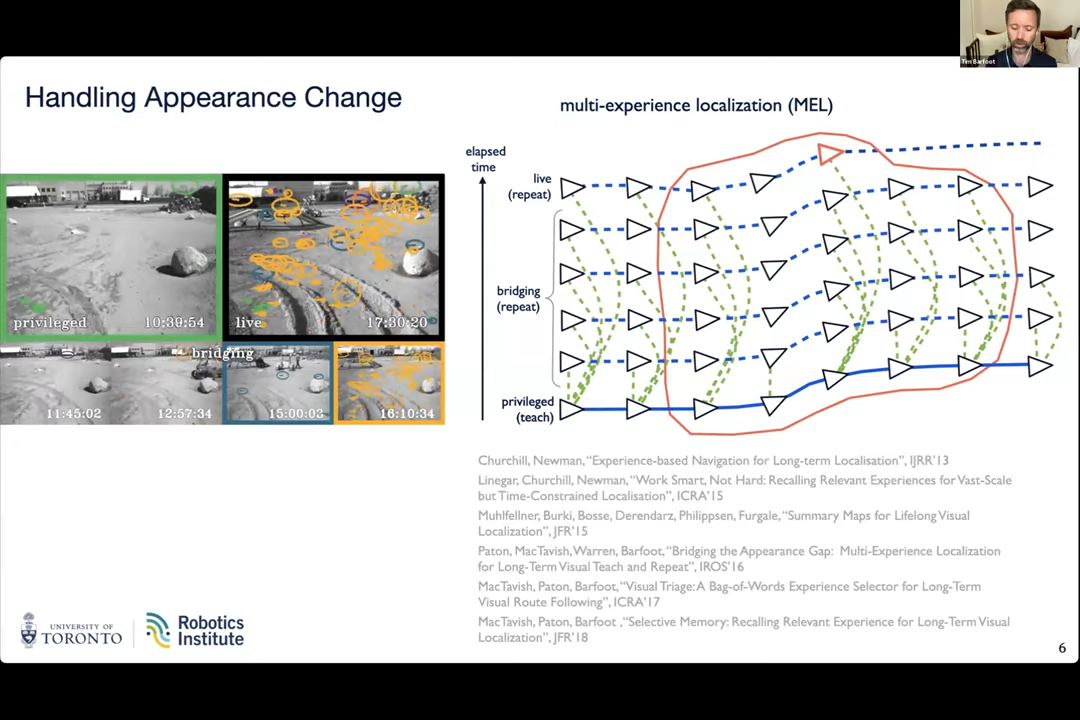 Tim Barfoot
Handling Appearance Change
multi-experience localization (MEL)
elapsed
time
live
(repeat)
bridging
(repeat)
privileged
(teach)
privileged
10:39:54
live
17:30:20
bridging
11:45:02
12:57:34
15:00:02
16:10:34
Churchill, Newman, “Experience-based Navigation for Long-term Localisation”, IJRR’13
Linegar, Churchill, Newman, “Work Smart, Not Hard: Recalling Relevant Experiences for Vast-Scale
but Time-Constrained Localisation”, ICRA’15
Muhlfellner, Burki, Bosse, Derendarz, Philippsen, Furgale, “Summary Maps for Lifelong Visual
Localization”, JFR’15
Paton, MacTavish, Warren, Barfoot, “Bridging the Appearance Gap: Multi-Experience Localization
for Long-Term Visual Teach and Repeat”, IROS’16
MacTavish, Paton, Barfoot, “Visual Triage: A Bag-of-Words Experience Selector for Long-Term
Visual Route Following”, ICRA’17
MacTavish, Paton, Barfoot ,“Selective Memory: Recalling Relevant Experience for Long-Term Visual
Localization”, JFR’18
UNIVERSITY OF
TORONTO
Robotics
Institute
6